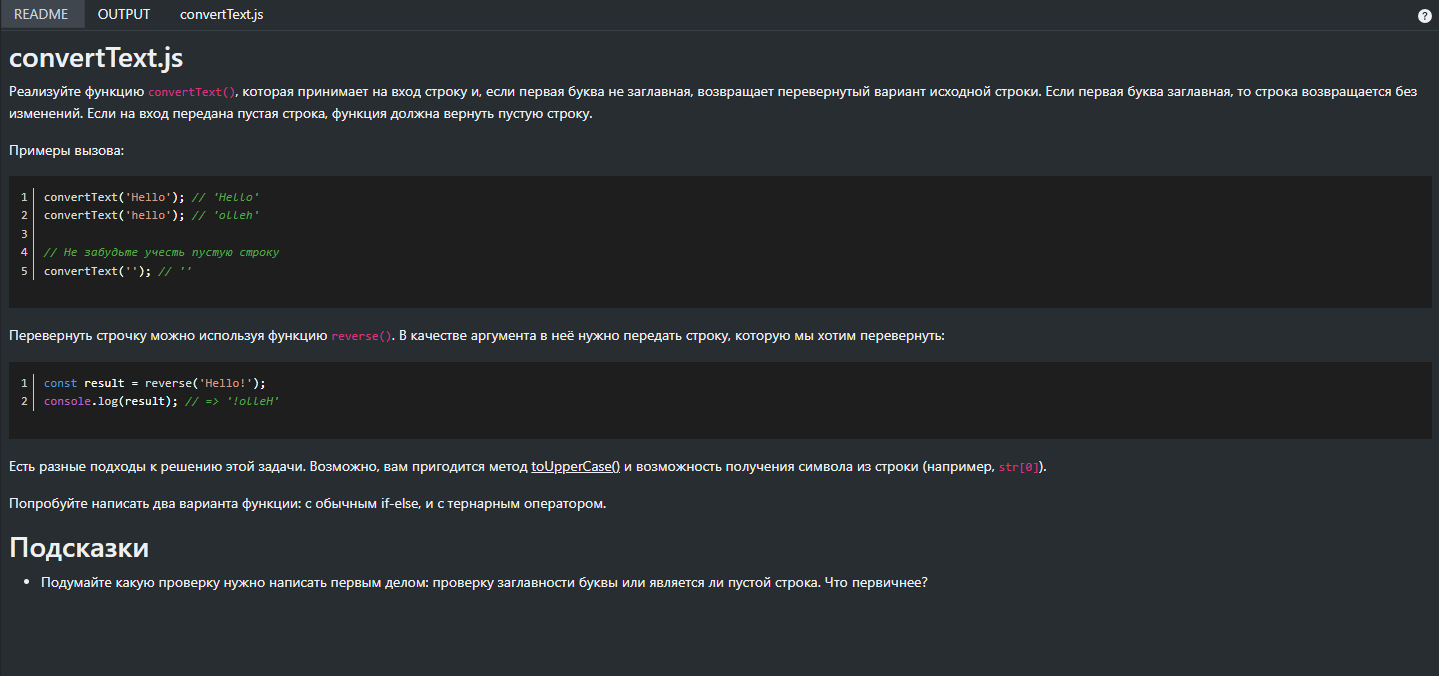 README OUTPUT convertText.js
?
convertText.js
Реализуйте функцию convertText(), которая принимает на вход строку и, если первая буква не заглавная, возвращает перевернутый вариант исходной строки. Если первая буква заглавная, то строка возвращается без
изменений. Если на вход передана пустая строка, функция должна вернуть пустую строку.
Примеры вызова:
1 convertText('Hello'); // 'Hello'
2 convertText('hello'); // 'olleh'
3
4 // Не забудьте учесть пустую строку
5 convertText(''); // ''
Перевернуть строчку можно используя функцию reverse(). В качестве аргумента в неё нужно передать строку, которую мы хотим перевернуть:
1 const result = reverse('Hello!');
2 console.log(result); // => '!olleH'
Есть разные подходы к решению этой задачи. Возможно, вам пригодится метод toUpperCase() и возможность получения символа из строки (например, str[0]).
Попробуйте написать два варианта функции: с обычным if-else, и с тернарным оператором.
Подсказки
• Подумайте какую проверку нужно написать первым делом: проверку заглавности буквы или является ли пустой строка. Что первичнее?